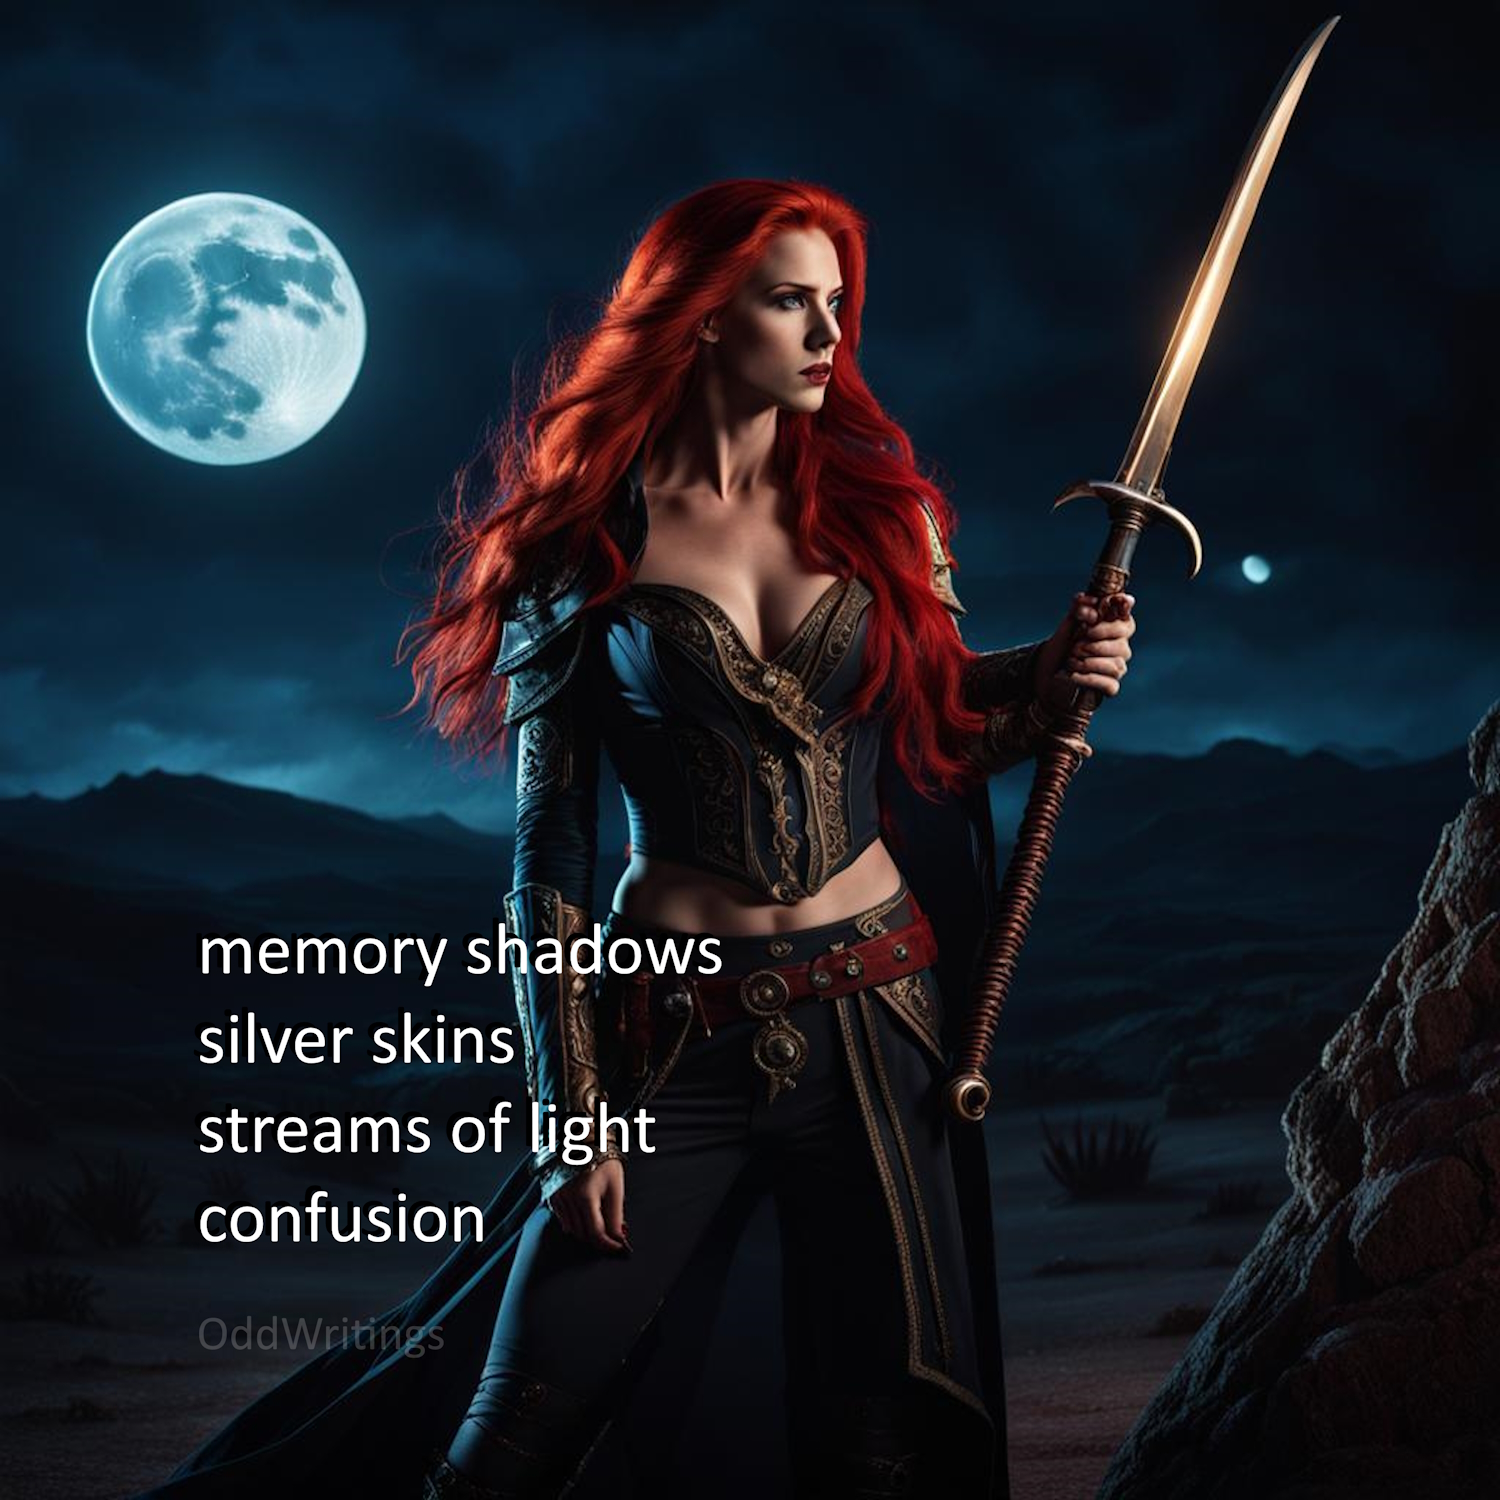 memory shadows
silver skins
streams of light
confusion
OddWritings